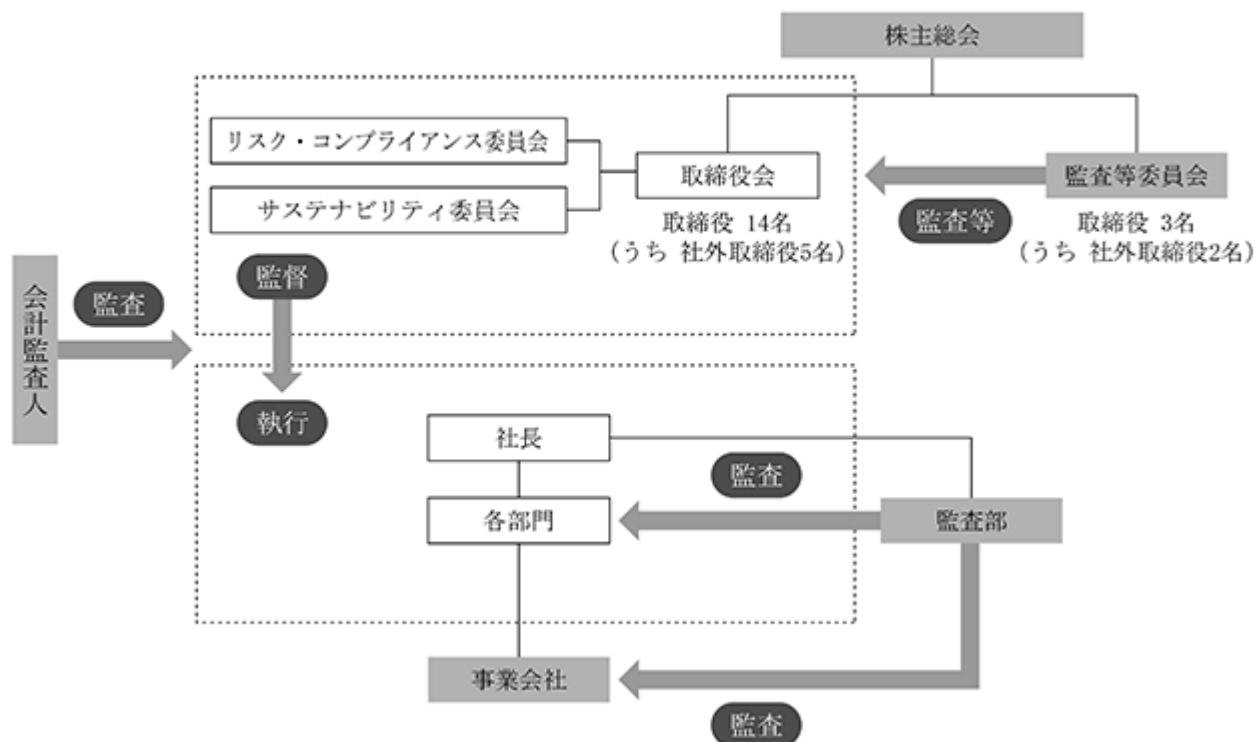 株主総会
リスク・コンプライアンス委員会
サステナビリティ委員会
取締役会
取締役 14名
（うち 社外取締役5名）
監査等
監査等委員会
取締役 3名
（うち 社外取締役2名）
監督
会計監査人
監査
執行
社長
各部門
監査
監査部
事業会社
監査